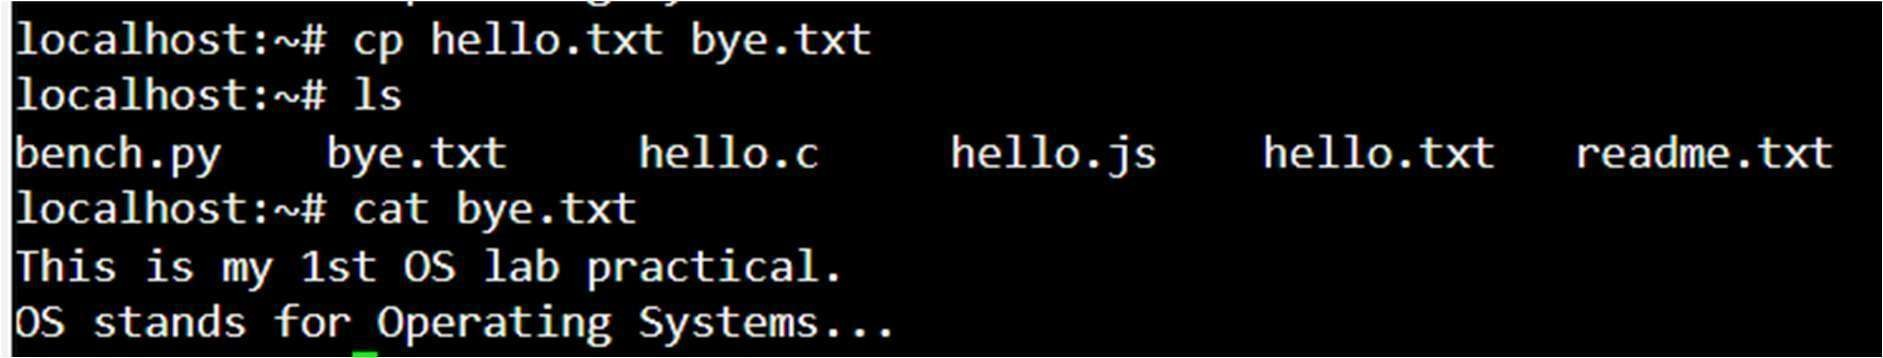 localhost:~# cp hello.txt bye.txt
localhost:~# ls
bench.py    bye.txt     hello.c     hello.js    hello.txt   readme.txt
localhost:~# cat bye.txt
This is my 1st OS lab practical.
OS stands for Operating Systems...